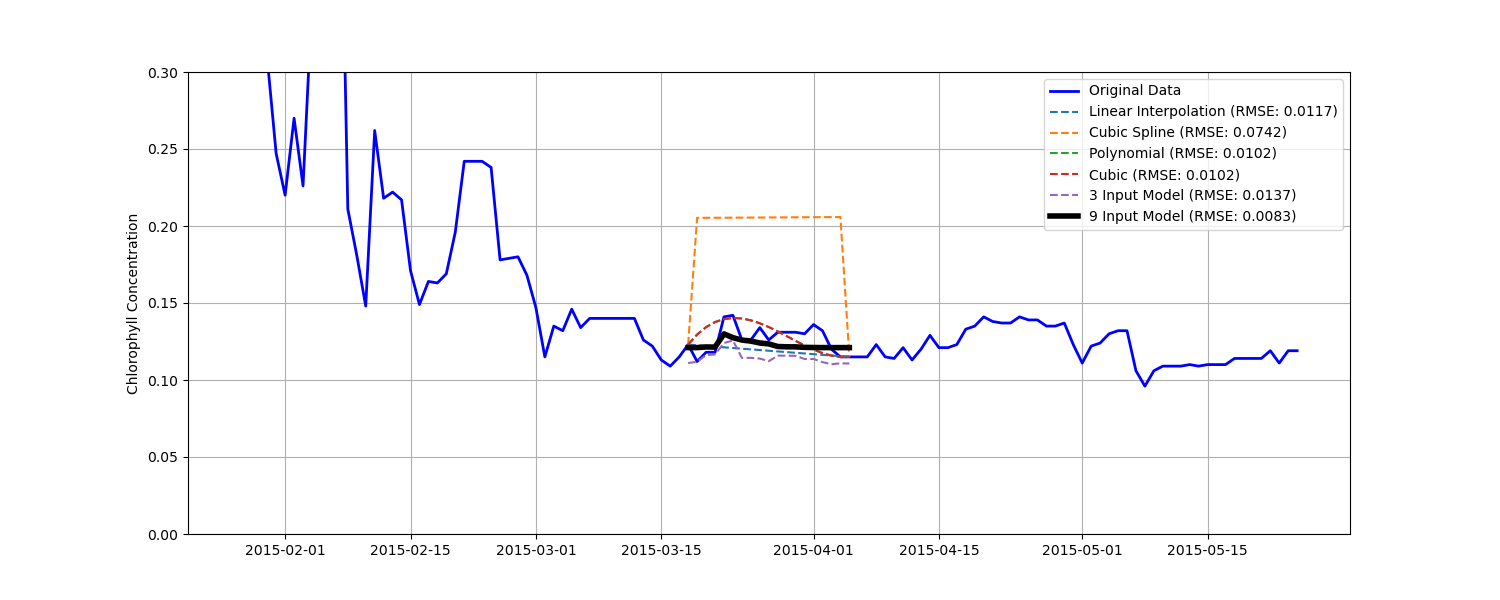 Chlorophyll Concentration
0.30
0.25
0.20
0.15
0.10
0.05
0.00
2015-02-01 2015-02-15 2015-03-01 2015-03-15 2015-04-01 2015-04-15 2015-05-01 2015-05-15
Original Data
Linear Interpolation (RMSE: 0.0117)
Cubic Spline (RMSE: 0.0742)
Polynomial (RMSE: 0.0102)
Cubic (RMSE: 0.0102)
3 Input Model (RMSE: 0.0137)
9 Input Model (RMSE: 0.0083)